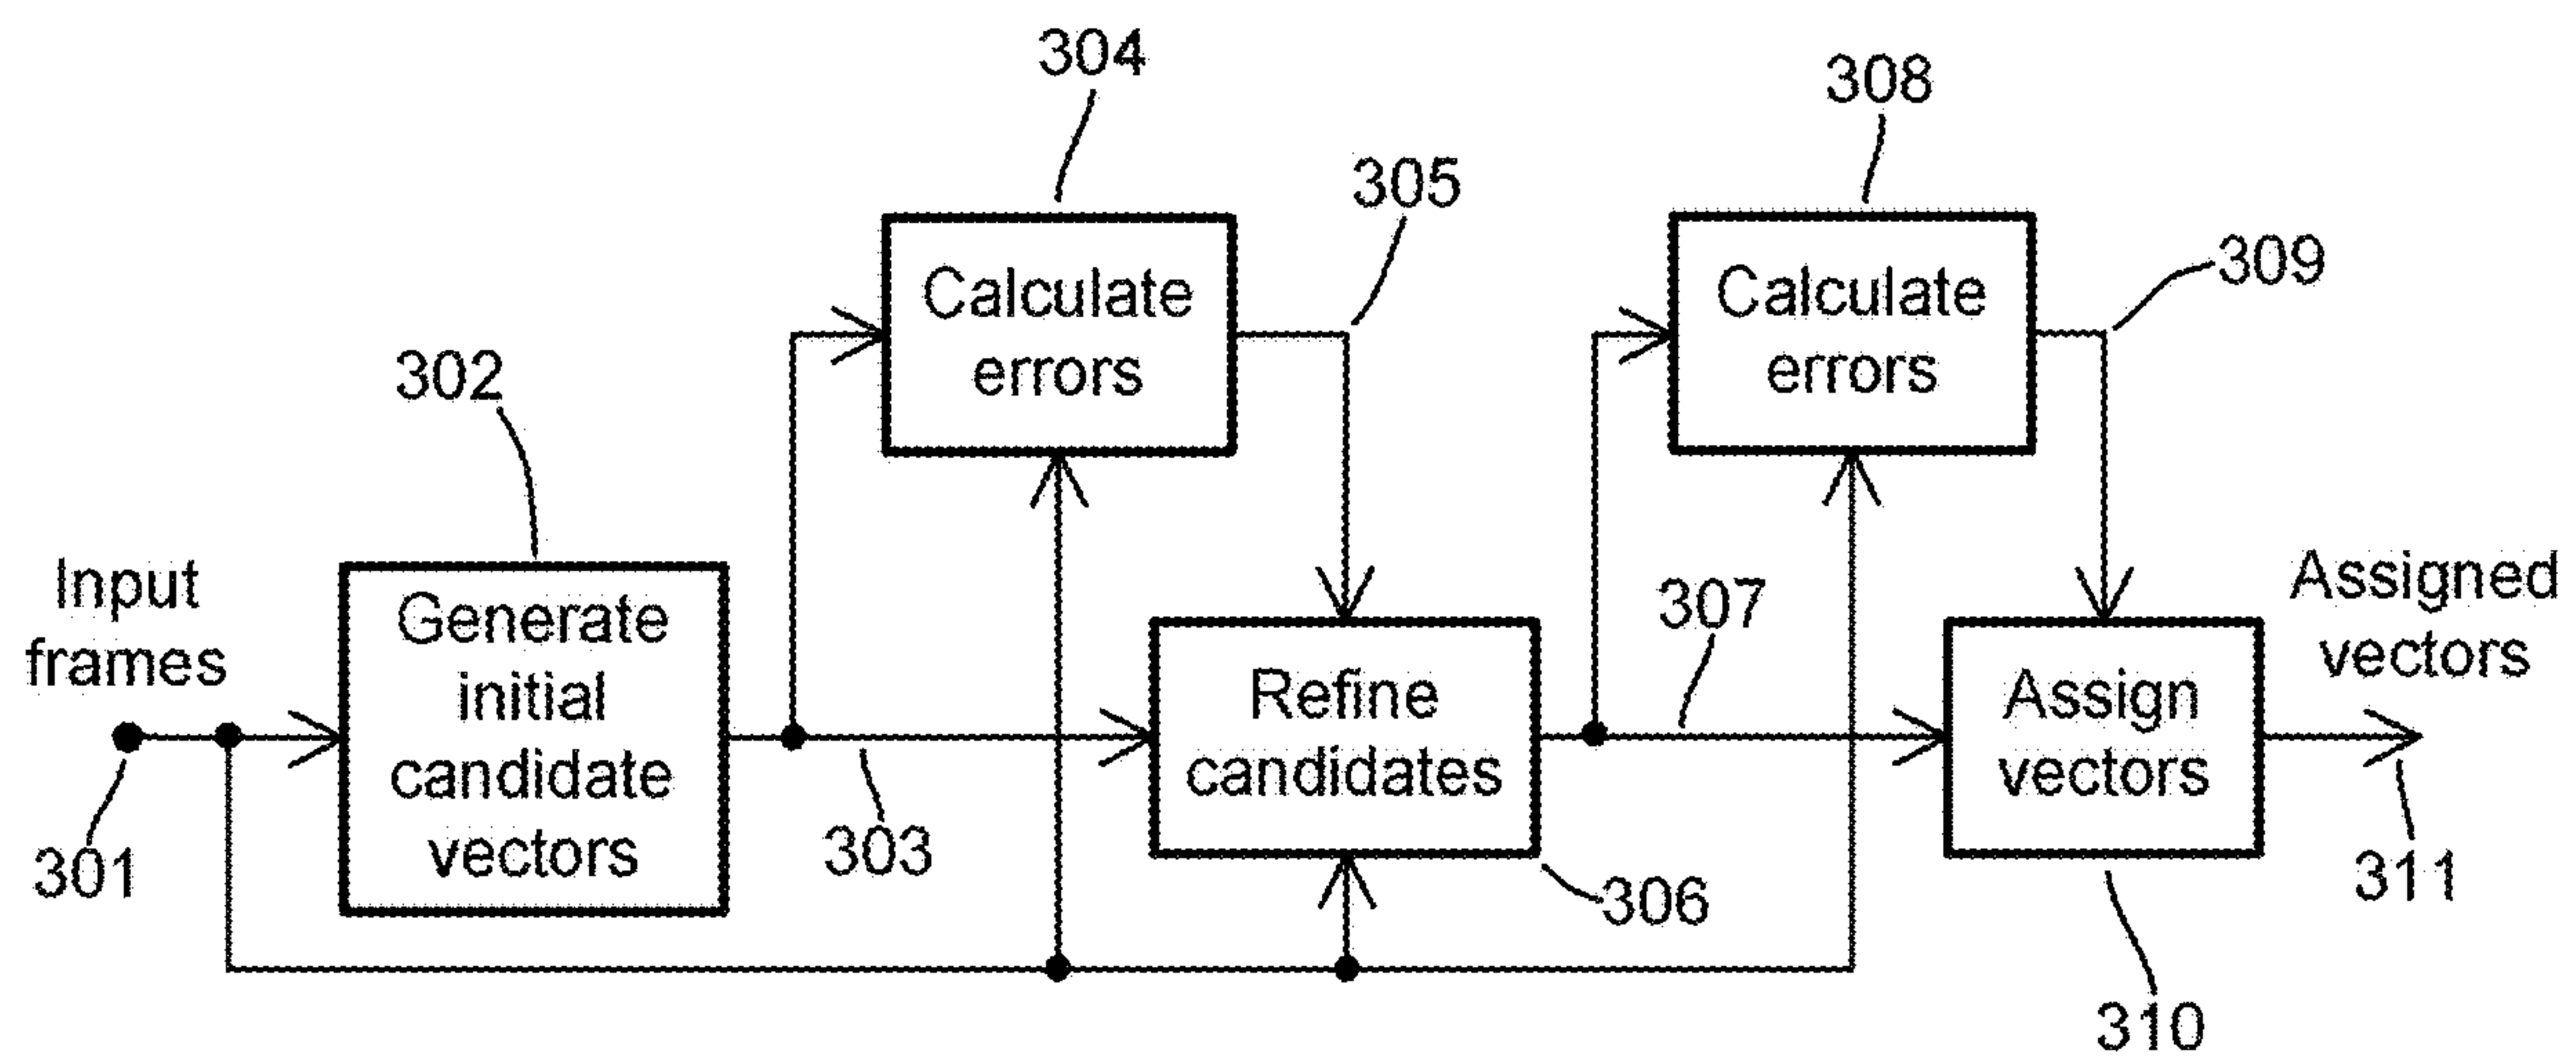 304
308
305
309
302
Calculate
errors
Calculate
errors
Input
frames
Generate
initial
candidate
vectors
307
Refine
candidates
Assign
vectors
Assigned
vectors
301
303
306
311
310